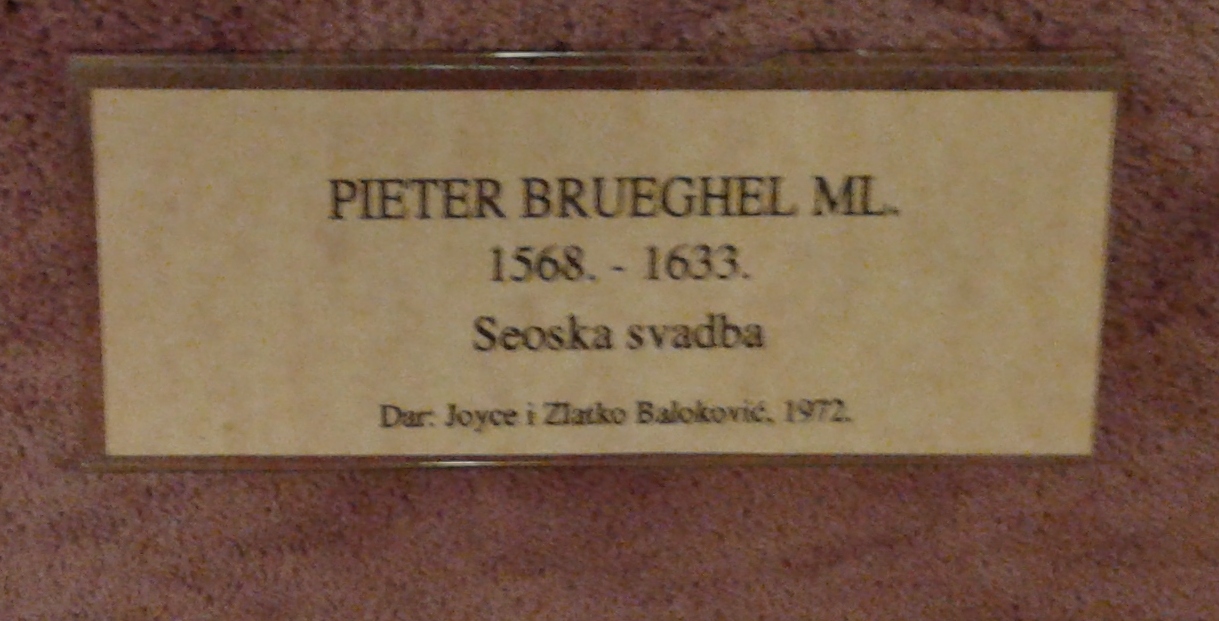 PIETER BRUEGHEL ML.
1568. - 1633.
Seoska svadba
Dar: Joyce i Zlatko Baloković, 1972.